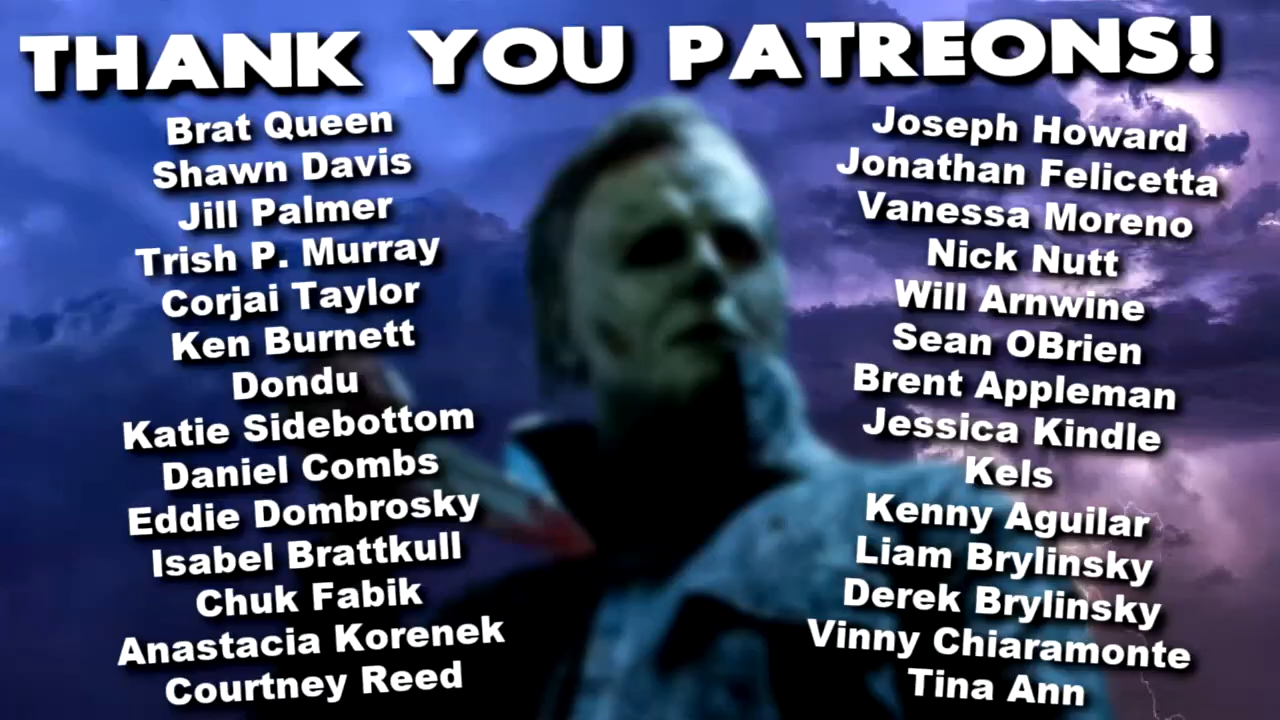 THANK YOU PATREONS!
Brat Queen
Shawn Davis
Jill Palmer
Trish P. Murray
Corjai Taylor
Ken Burnett
Dondu
Katie Sidebottom
Daniel Combs
Eddie Dombrosky
Isabel Brattkull
Chuk Fabik
Anastacia Korenek
Courtney Reed
Joseph Howard
Jonathan Felicetta
Vanessa Moreno
Nick Nutt
Will Arnwine
Sean OBrien
Brent Appleman
Jessica Kindle
Kels
Kenny Aguilar
Liam Brylinsky
Derek Brylinsky
Vinny Chiaramonte
Tina Ann